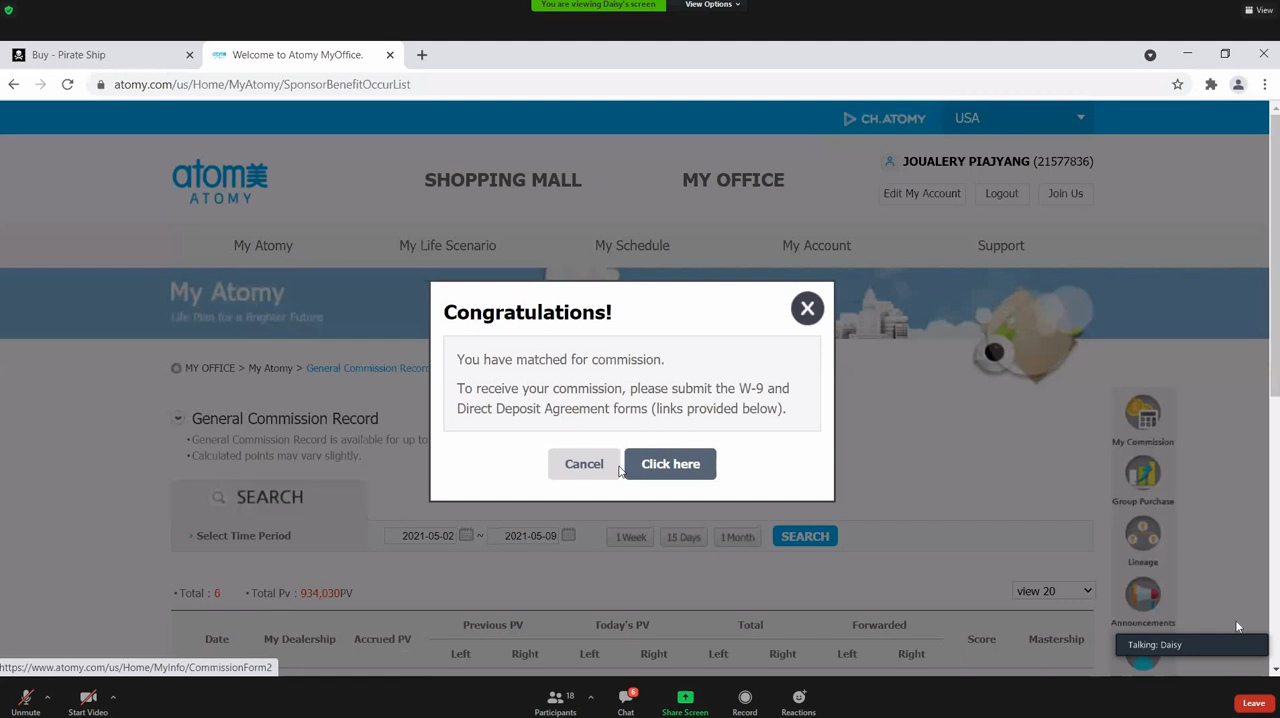 You are viewing Daisy's screen
View Options
View
Buy - Pirate Ship
Welcome to Atomy MyOffice.
atomy.com/us/Home/MyAtomy/SponsorBenefitOccurList
CH.ATOMY
USA
atom美
ATOMY
SHOPPING MALL
MY OFFICE
JOUALERY PIAJYANG (21577836)
Edit My Account
Logout
Join Us
My Atomy
My Life Scenario
My Schedule
My Account
Support
My Atomy
Life Plan for a Brighter Future
MY OFFICE > My Atomy > General Commission Record
Congratulations!
X
You have matched for commission.
To receive your commission, please submit the W-9 and
Direct Deposit Agreement forms (links provided below).
Cancel
Click here
General Commission Record
•General Commission Record is available for up to
•Calculated points may vary slightly.
SEARCH
Select Time Period
2021-05-02 ~ 2021-05-09
1 Week
15 Days
1 Month
SEARCH
My Commission
Group Purchase
Lineage
Announcements
• Total : 6
• Total Pv : 934,030PV
view 20
Date
My Dealership
Accrued PV
Previous PV
Today's PV
Total
Forwarded
Score
Mastership
Left
Right
Left
Right
Left
Right
Left
Right
Talking: Daisy
https://www.atomy.com/us/Home/MyInfo/CommissionForm2
Unmute
Start Video
18
Participants
6
Chat
Share Screen
Record
Reactions
Leave